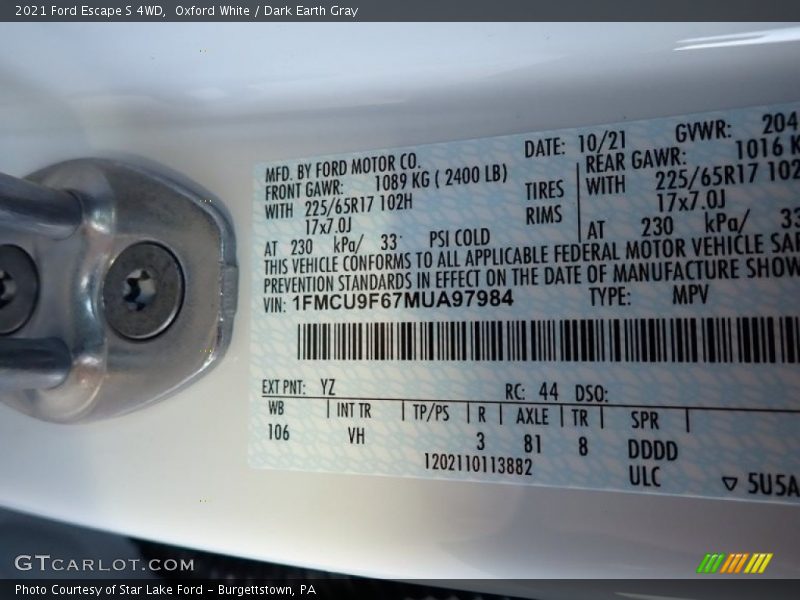 2021 Ford Escape S 4WD, Oxford White / Dark Earth Gray
MFD. BY FORD MOTOR CO. DATE: 10/21 GVWR: 204
FRONT GAWR: 1089 KG ( 2400 LB) REAR GAWR: 1016 K
WITH 225/65R17 102H TIRES WITH 225/65R17 102
17x7.0J RIMS 17x7.0J
AT 230 kPa/ 33 PSI COLD AT 230 kPa/ 33
THIS VEHICLE CONFORMS TO ALL APPLICABLE FEDERAL MOTOR VEHICLE SA
PREVENTION STANDARDS IN EFFECT ON THE DATE OF MANUFACTURE SHOW
VIN: 1FMCU9F67MUA97984 TYPE: MPV
EXT PNT: YZ RC: 44 DSO:
WB INT TR TP/PS R AXLE TR SPR
106 VH 3 81 8 DDDD
1202110113882 ULC
5U5A
GTCARLOT.COM
Photo Courtesy of Star Lake Ford – Burgettstown, PA